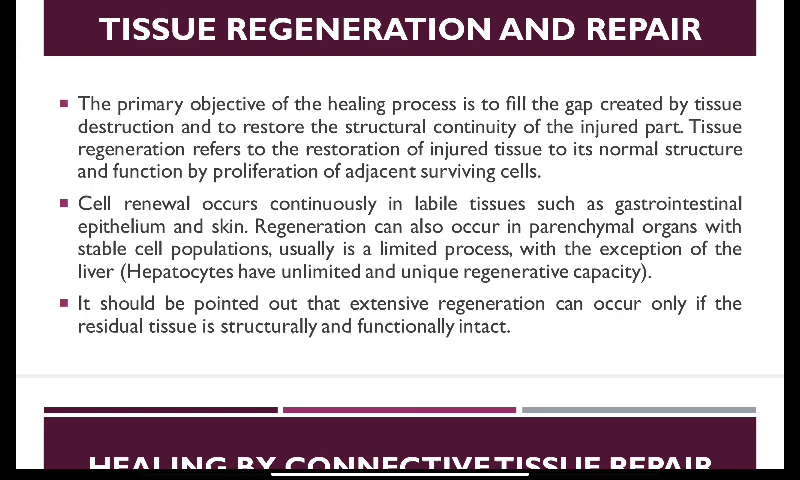 TISSUE REGENERATION AND REPAIR
The primary objective of the healing process is to fill the gap created by tissue
destruction and to restore the structural continuity of the injured part. Tissue
regeneration refers to the restoration of injured tissue to its normal structure
and function by proliferation of adjacent surviving cells.
Cell renewal occurs continuously in labile tissues such as gastrointestinal
epithelium and skin. Regeneration can also occur in parenchymal organs with
stable cell populations, usually is a limited process, with the exception of the
liver (Hepatocytes have unlimited and unique regenerative capacity).
It should be pointed out that extensive regeneration can occur only if the
residual tissue is structurally and functionally intact.
HEALING BY CONNECTIVE TISSUE REPAIR